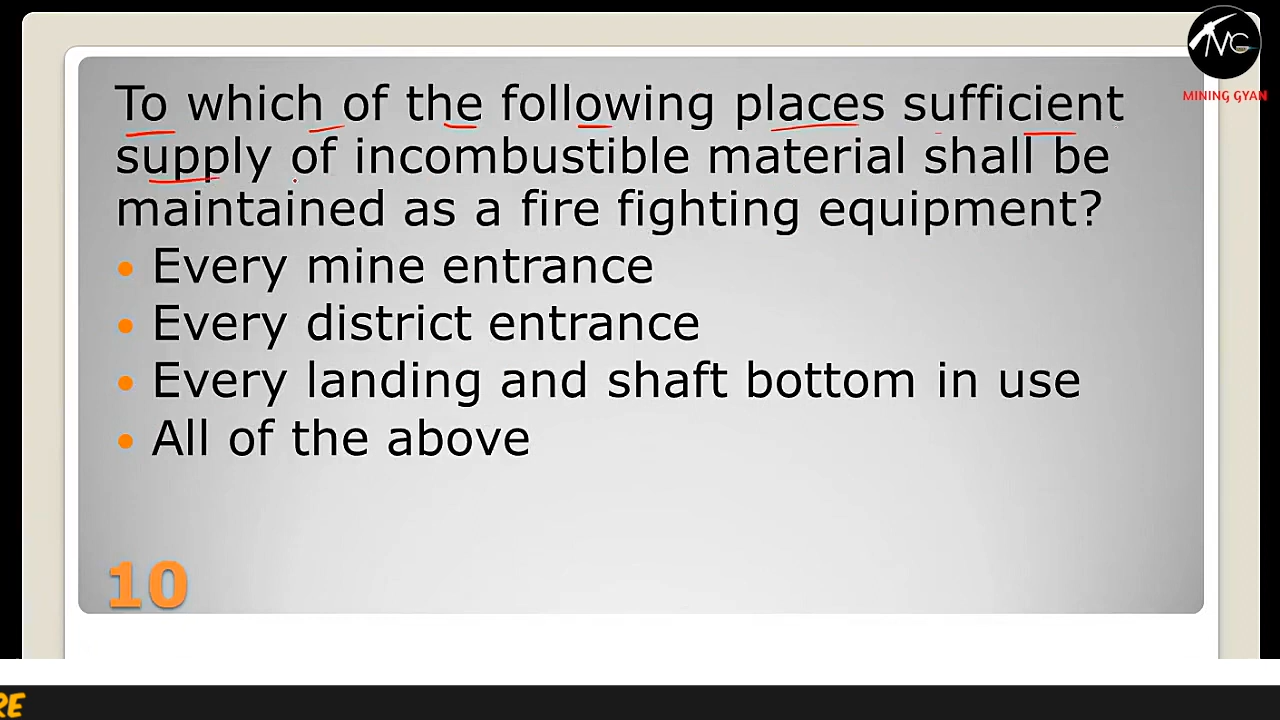 MC
MINING GYAN
To which of the following places sufficient
supply of incombustible material shall be
maintained as a fire fighting equipment?
• Every mine entrance
• Every district entrance
• Every landing and shaft bottom in use
• All of the above
10
RE